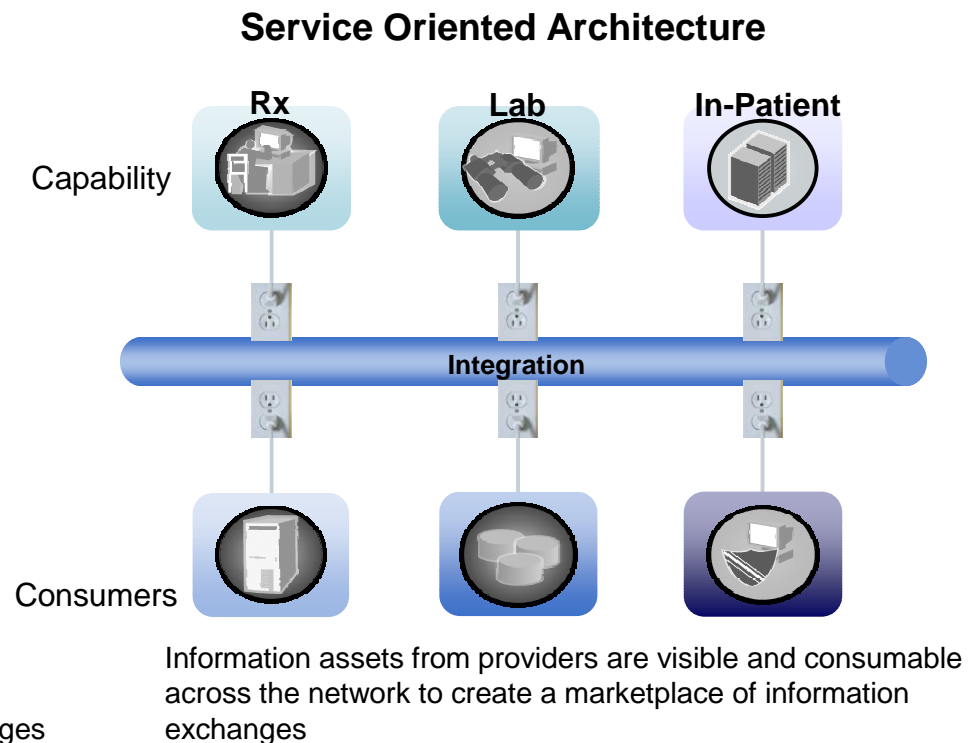 Service Oriented Architecture
Rx
Lab
In-Patient
Capability
Integration
Consumers
Information assets from providers are visible and consumable
across the network to create a marketplace of information
exchanges